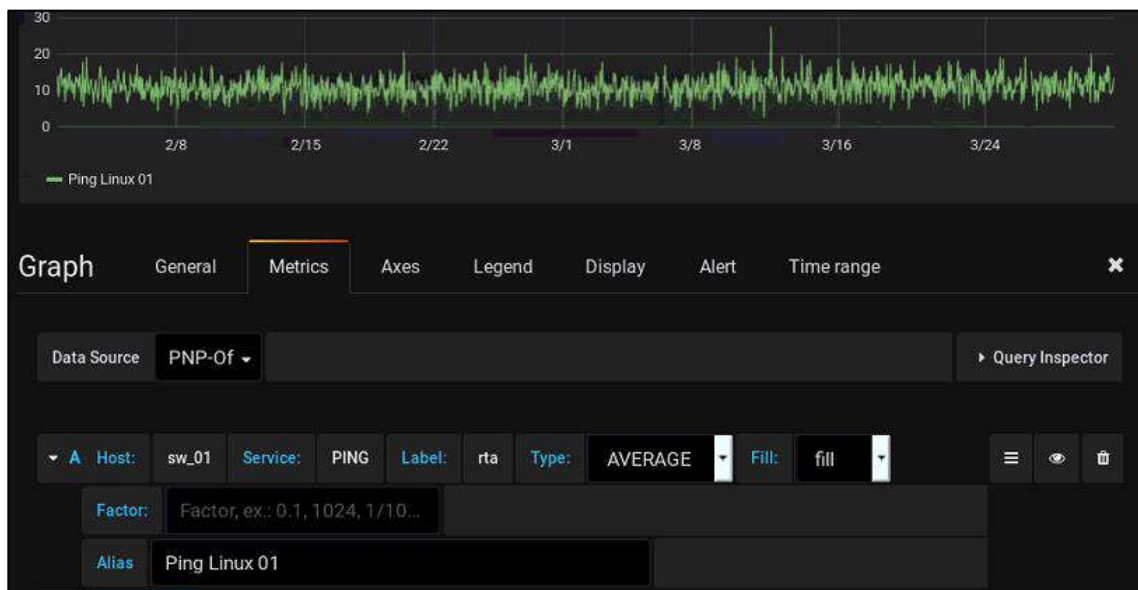 30
20
10
0
2/8 2/15 2/22 3/1 3/8 3/16 3/24
Ping Linux 01
Graph General Metrics Axes Legend Display Alert Time range
Data Source PNP-Of Query Inspector
A Host: sw_01 Service: PING Label: rta Type: AVERAGE Fill: fill
Factor: Factor, ex.: 0.1, 1024, 1/10...
Alias Ping Linux 01